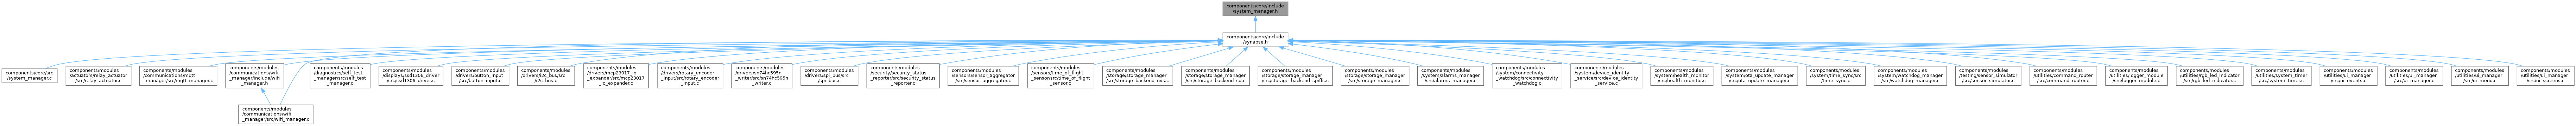 components/core/include
/system_manager.h
components/core/include
/synapse.h
components/core/src
/system_manager.c
components/modules
/actuators/relay_actuator
/src/relay_actuator.c
components/modules
/communications/mqtt
_manager/src/mqtt_manager.c
components/modules
/communications/wifi
_manager/include/wifi
_manager.h
components/modules
/diagnostics/self_test
_manager/src/self_test
_manager.c
components/modules
/displays/ssd1306_driver
/src/ssd1306_driver.c
components/modules
/drivers/button_input
/src/button_input.c
components/modules
/drivers/i2c_bus/src
/i2c_bus.c
components/modules
/drivers/mcp23017_io
_expander/src/mcp23017
_io_expander.c
components/modules
/drivers/rotary_encoder
_input/src/rotary_encoder
_input.c
components/modules
/drivers/sn74hc595n
_writer/src/sn74hc595n
_writer.c
components/modules
/drivers/spi_bus/src
/spi_bus.c
components/modules
/security/security_status
_reporter/src/security_status
_reporter.c
components/modules
/sensors/sensor_aggregator
/src/sensor_aggregator.c
components/modules
/sensors/time_of_flight
_sensor/src/time_of_flight
_sensor.c
components/modules
/storage/storage_manager
/src/storage_backend_nvs.c
components/modules
/storage/storage_manager
/src/storage_backend_sd.c
components/modules
/storage/storage_manager
/src/storage_backend_spiffs.c
components/modules
/storage/storage_manager
/src/storage_manager.c
components/modules
/system/alarms_manager
/src/alarms_manager.c
components/modules
/system/connectivity
_watchdog/src/connectivity
_watchdog.c
components/modules
/system/device_identity
_service/src/device_identity
_service.c
components/modules
/system/health_monitor
/src/health_monitor.c
components/modules
/system/ota_update_manager
/src/ota_update_manager.c
components/modules
/system/time_sync/src
/time_sync.c
components/modules
/system/watchdog_manager
/src/watchdog_manager.c
components/modules
/testing/sensor_simulator
/src/sensor_simulator.c
components/modules
/utilities/command_router
/src/command_router.c
components/modules
/utilities/logger_module
/src/logger_module.c
components/modules
/utilities/rgb_led_indicator
/src/rgb_led_indicator.c
components/modules
/utilities/system_timer
/src/system_timer.c
components/modules
/utilities/ui_manager
/src/ui_events.c
components/modules
/utilities/ui_manager
/src/ui_manager.c
components/modules
/utilities/ui_manager
/src/ui_menu.c
components/modules
/utilities/ui_manager
/src/ui_screens.c
components/modules
/communications/wifi
_manager/src/wifi_manager.c